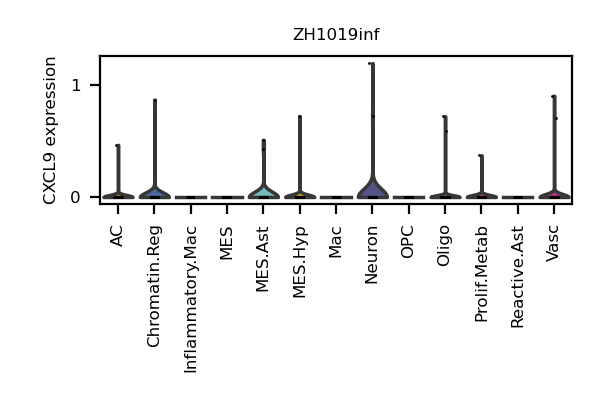 ZH1019inf
CXCL9 expression
1
0
AC
Chromatin.Reg
Inflammatory.Mac
MES
MES.Ast
MES.Hyp
Mac
Neuron
OPC
Oligo
Prolif.Metab
Reactive.Ast
Vasc